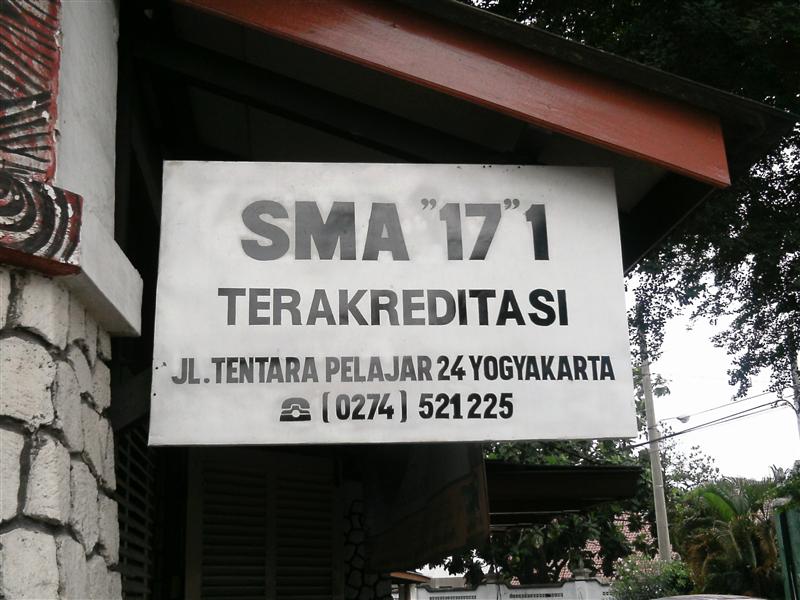 SMA "17" 1
TERAKREDITASI
JL. TENTARA PELAJAR 24 YOGYAKARTA
☎ (0274) 521225